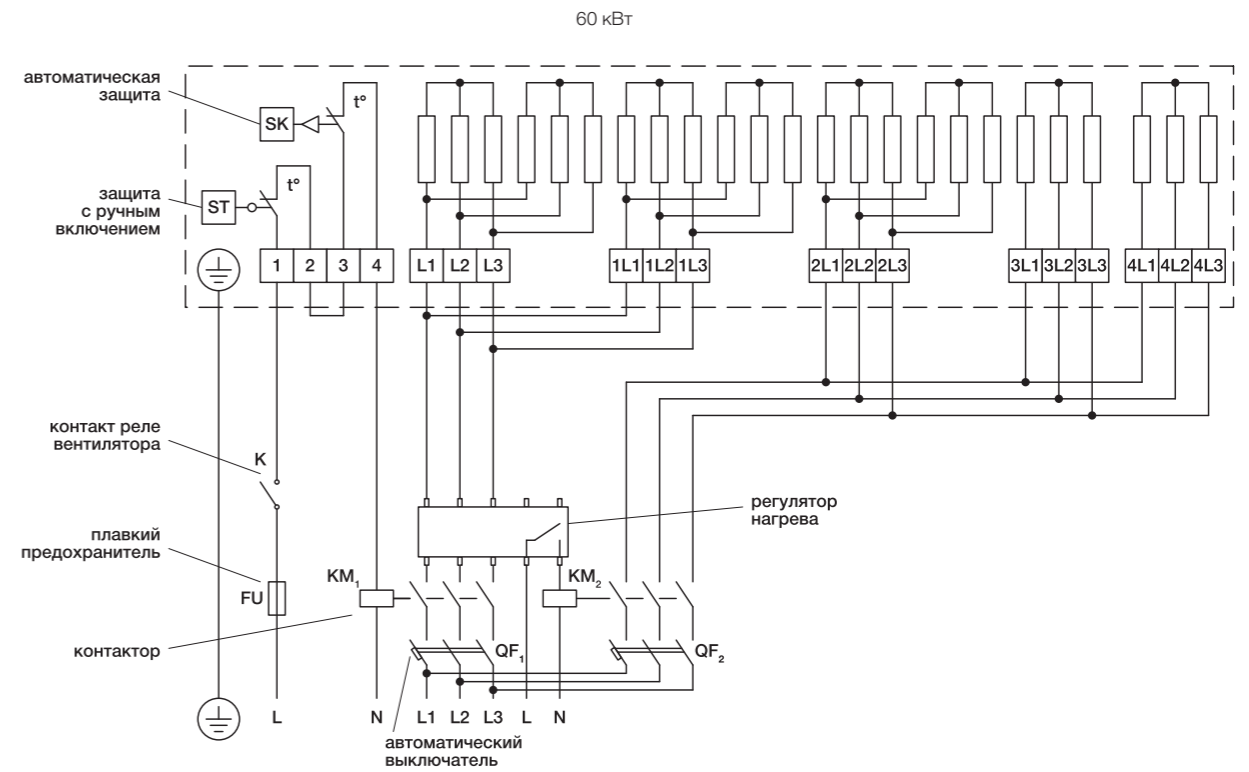 60 кВт
автоматическая
защита
SK
t°
защита
с ручным
включением
ST
t°
1 2 3 4 L1 L2 L3 1L1 1L2 1L3 2L1 2L2 2L3 3L1 3L2 3L3 4L1 4L2 4L3
контакт реле
вентилятора
K
регулятор
нагрева
плавкий
предохранитель
FU
KM1
KM2
контактор
QF1
QF2
L N L1 L2 L3 L N
автоматический
выключатель